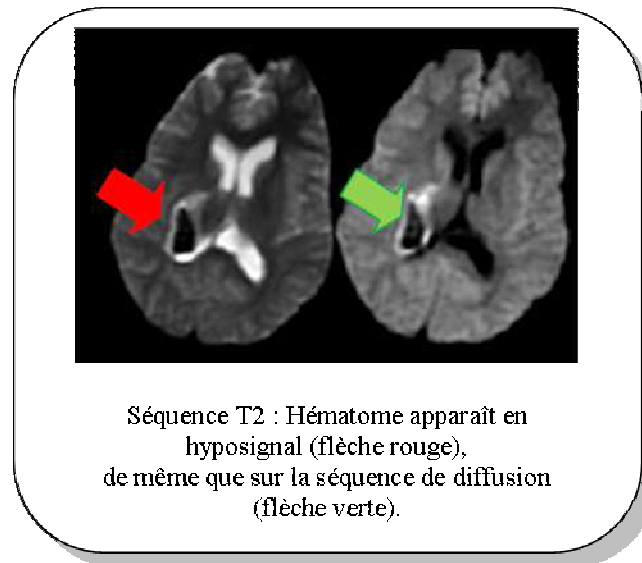 Séquence T2 : Hématome apparaît en
hyposignal (flèche rouge),
de même que sur la séquence de diffusion
(flèche verte).